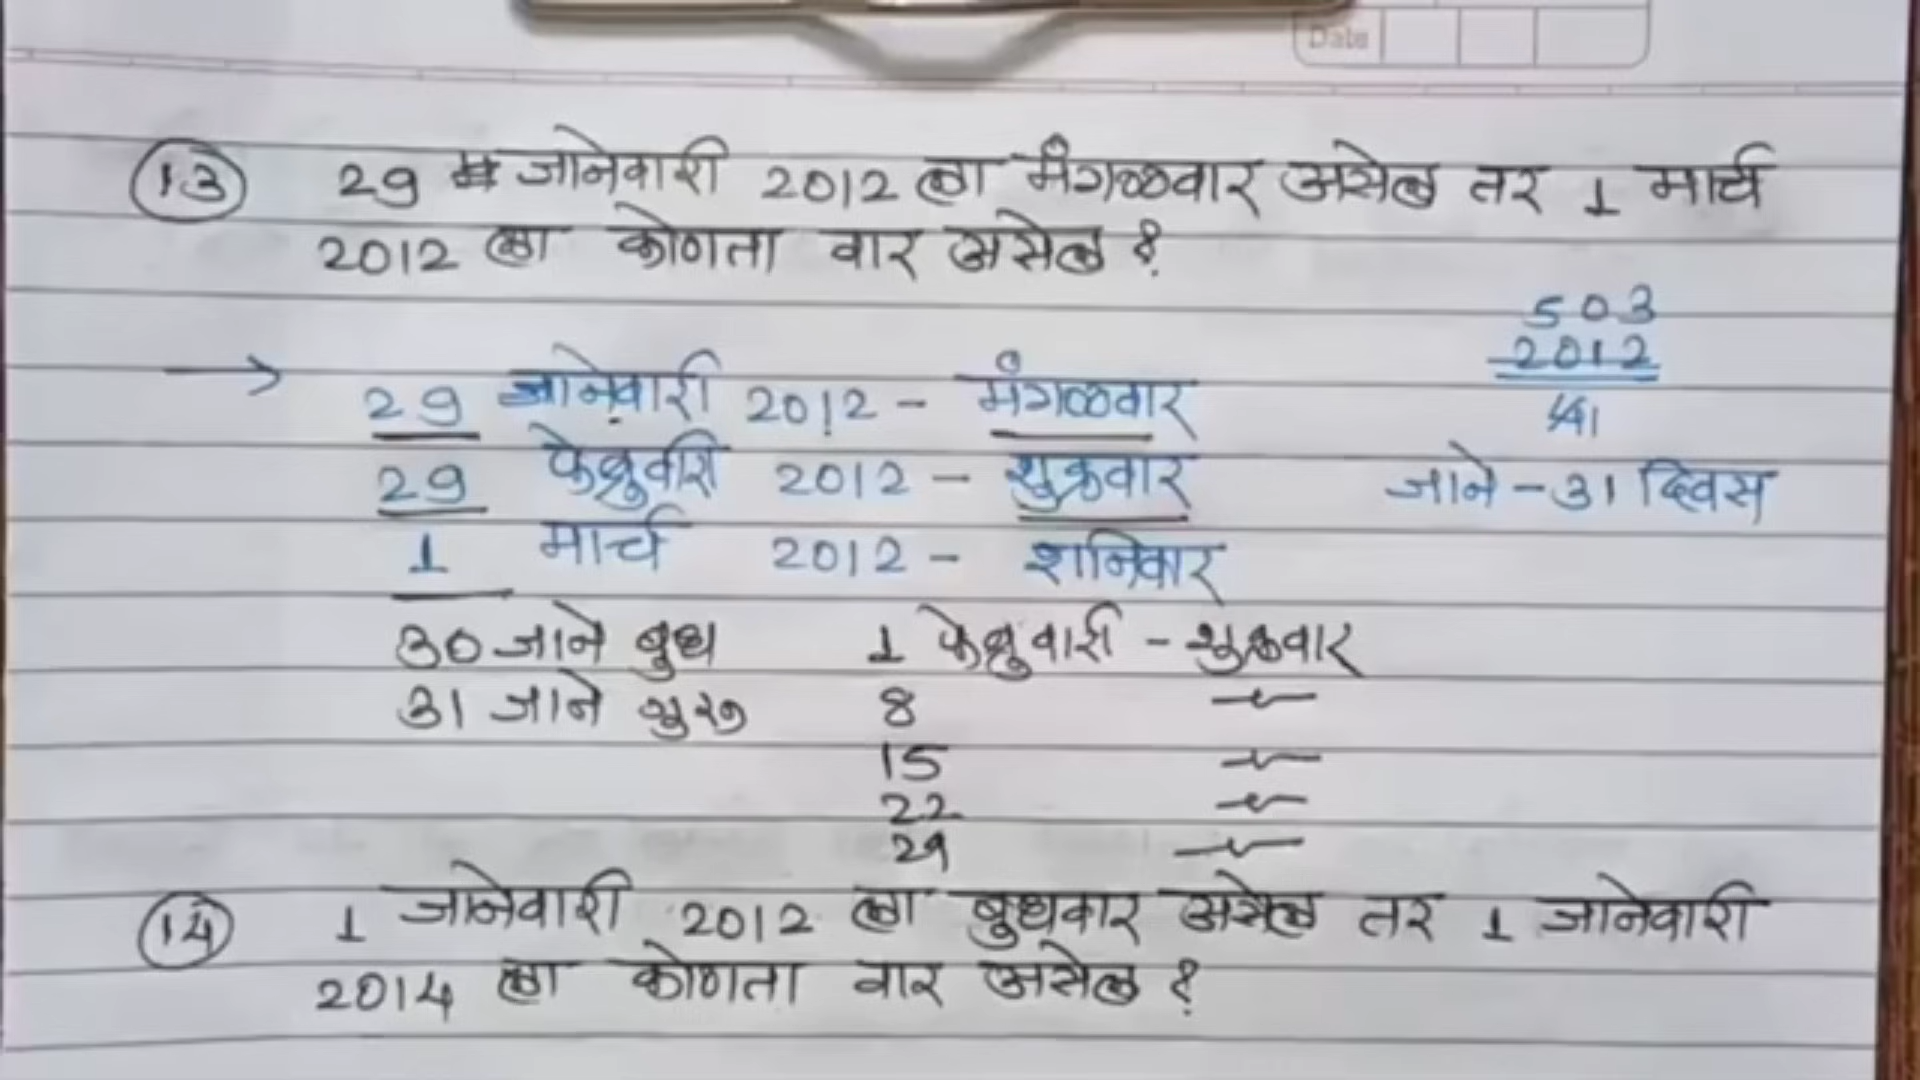 Date
13 29 जानेवारी 2012 ला मंगळवार असेल तर 1 मार्च
2012 ला कोणता वार असेल ?
503
2012
4
→ 29 जानेवारी 2012 - मंगळवार
29 फेब्रुवारी 2012 - शुक्रवार जाने - 31 दिवस
1 मार्च 2012 - शनिवार
30 जाने बुध 1 फेब्रुवारी - शुक्रवार
31 जाने गुरु 8 –〃–
15 –〃–
22 –〃–
29 –〃–
14 1 जानेवारी 2012 ला बुधवार असेल तर 1 जानेवारी
2014 ला कोणता वार असेल ?